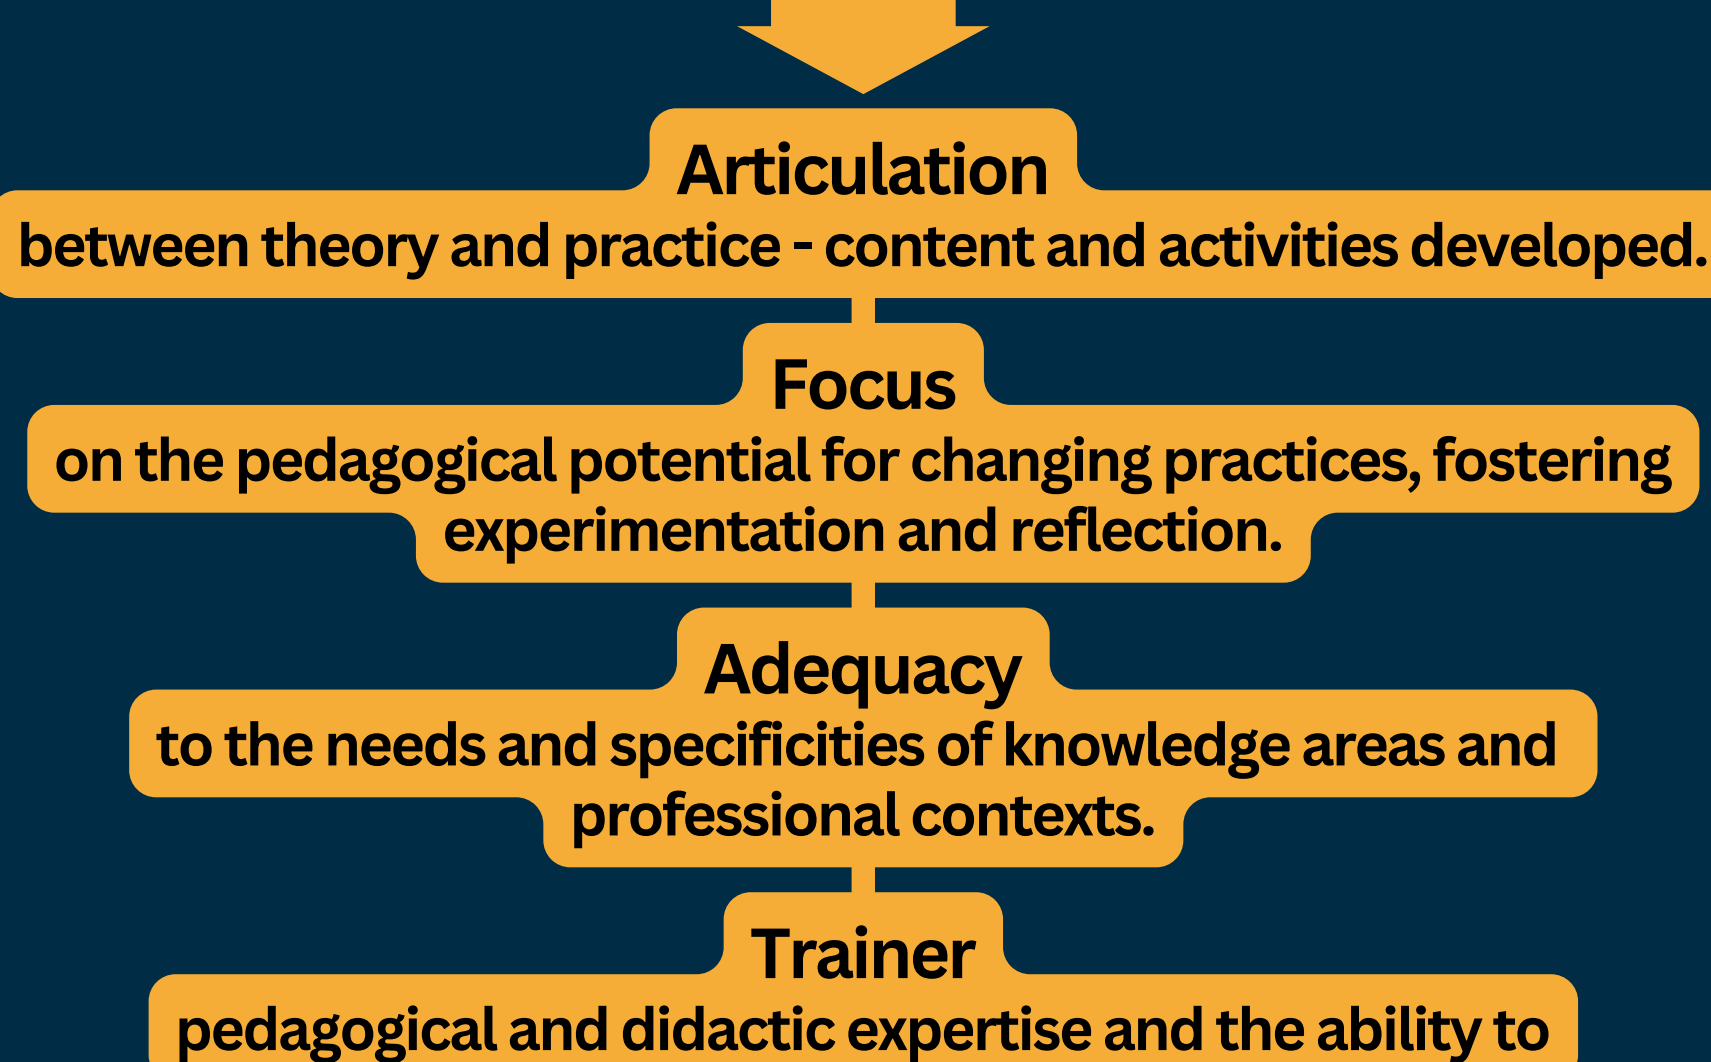 Articulation
between theory and practice - content and activities developed.
Focus
on the pedagogical potential for changing practices, fostering
experimentation and reflection.
Adequacy
to the needs and specificities of knowledge areas and
professional contexts.
Trainer
pedagogical and didactic expertise and the ability to